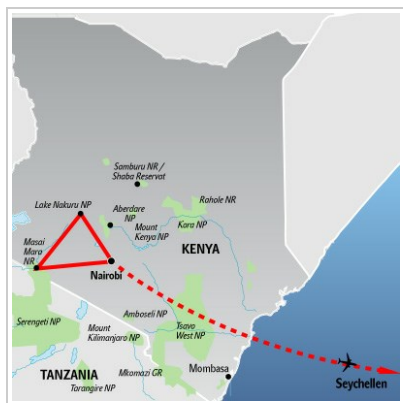 Samburu NR /
Shaba Reservat
Lake Nakuru NP
Aberdare
NP
Rahole NR
Mount
Kenya NP
Kora NP
Masai
Mara
NR
KENYA
Nairobi
Serengeti NP
Amboseli NP
Mount
Kilimanjaro NP
Tsavo
West NP
Mkomazi GR
Mombasa
TANZANIA
Tarangire NP
Seychellen